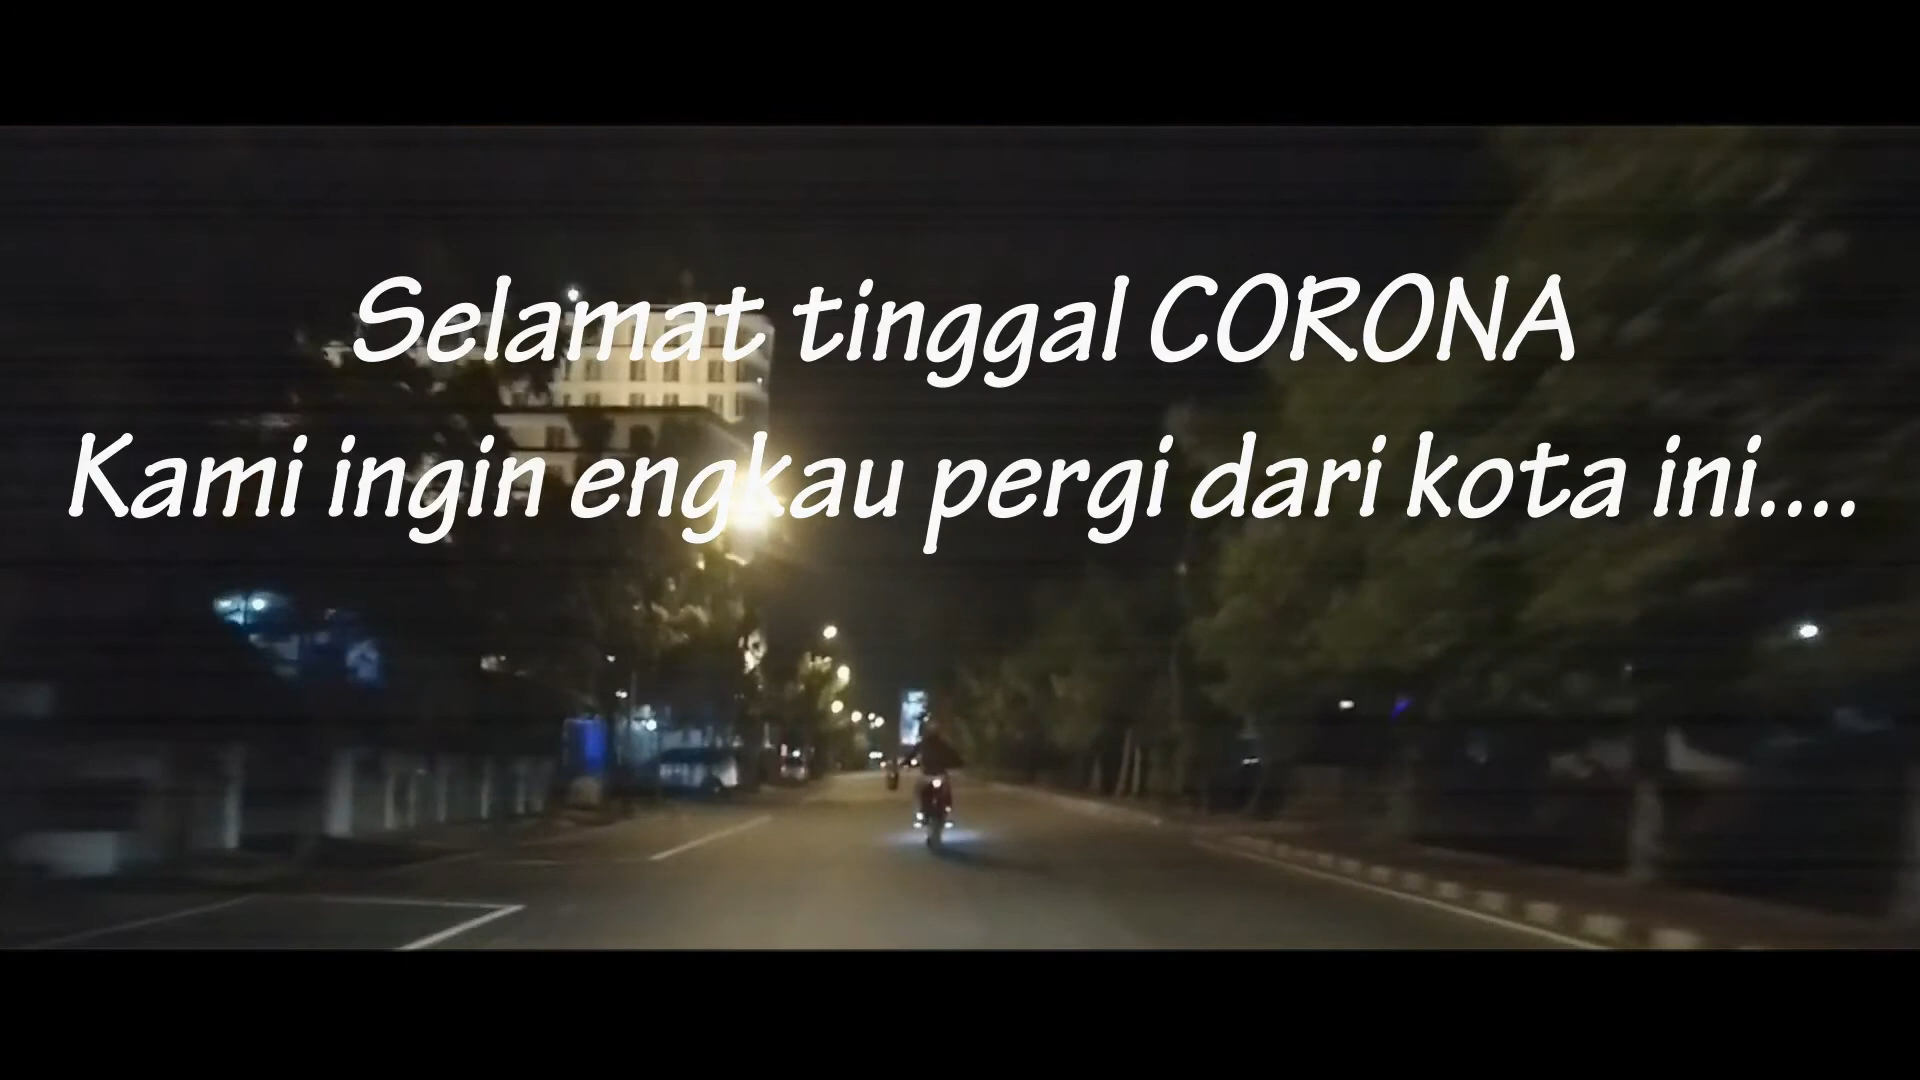 Selamat tinggal CORONA
Kami ingin engkau pergi dari kota ini....